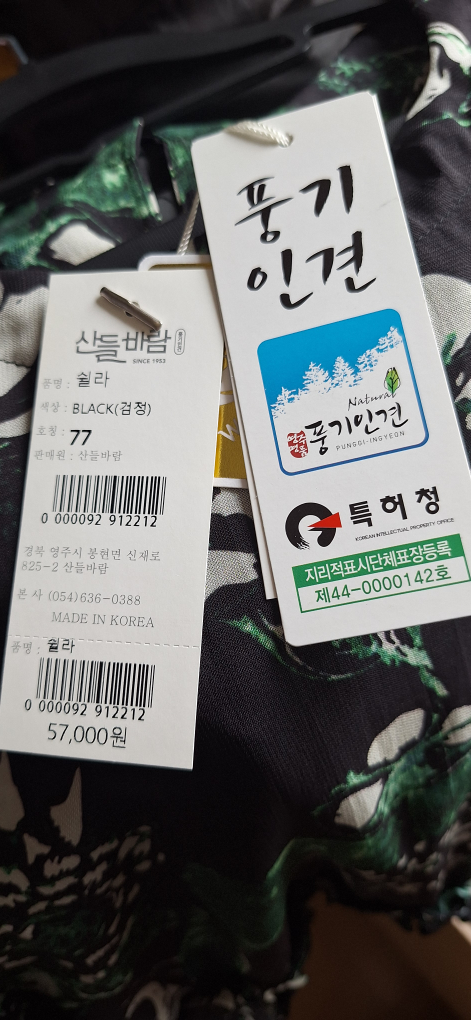 산들바람
SINCE 1953
품명 : 쉴라
색상 : BLACK(검정)
호칭 : 77
판매원 : 산들바람
0 000092 912212
경북 영주시 봉현면 신재로
825-2 산들바람
본 사 (054)636-0388
MADE IN KOREA
품명 : 쉴라
0 000092 912212
57,000원
풍기
인견
Natural
풍기인견
PUNGGI-INGYEON
특허청
KOREAN INTELLECTUAL PROPERTY OFFICE
지리적표시단체표장등록
제44-0000142호